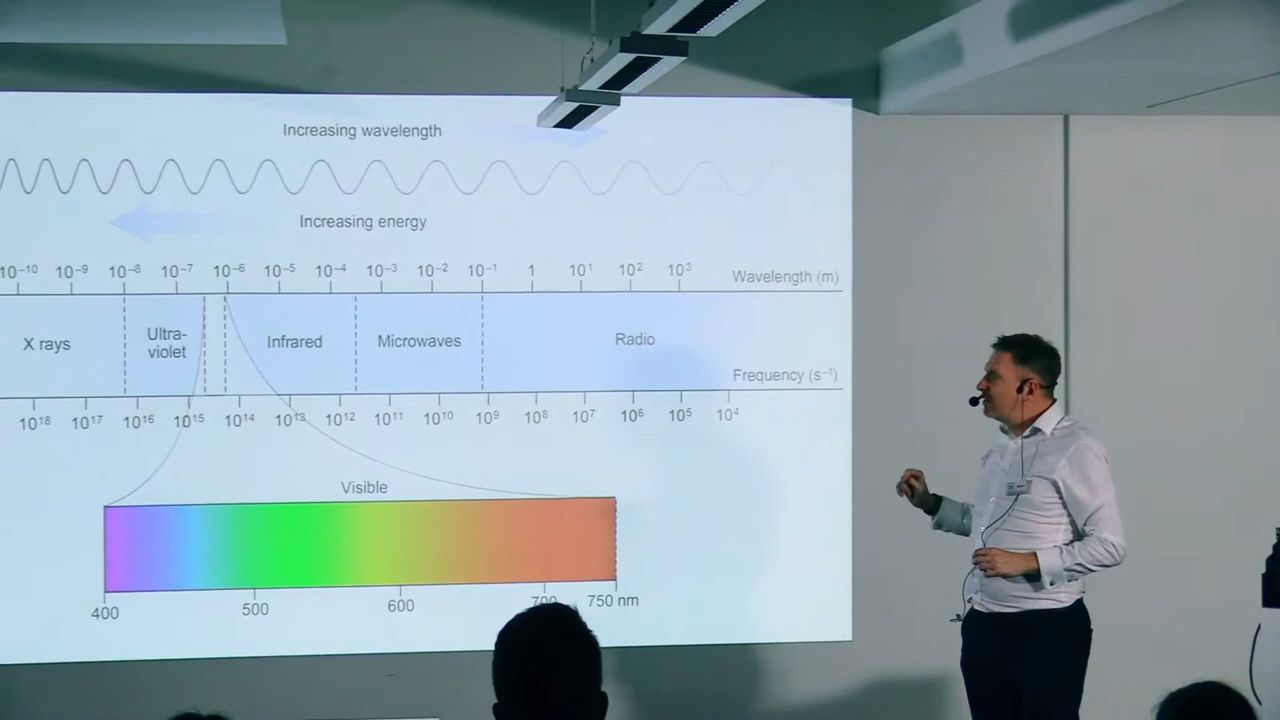 Increasing wavelength
Increasing energy
10⁻¹⁰ 10⁻⁹ 10⁻⁸ 10⁻⁷ 10⁻⁶ 10⁻⁵ 10⁻⁴ 10⁻³ 10⁻² 10⁻¹ 1 10¹ 10² 10³ Wavelength (m)
X rays Ultra-violet Infrared Microwaves Radio
Frequency (s⁻¹)
10¹⁸ 10¹⁷ 10¹⁶ 10¹⁵ 10¹⁴ 10¹³ 10¹² 10¹¹ 10¹⁰ 10⁹ 10⁸ 10⁷ 10⁶ 10⁵ 10⁴
Visible
400 500 600 700 750 nm